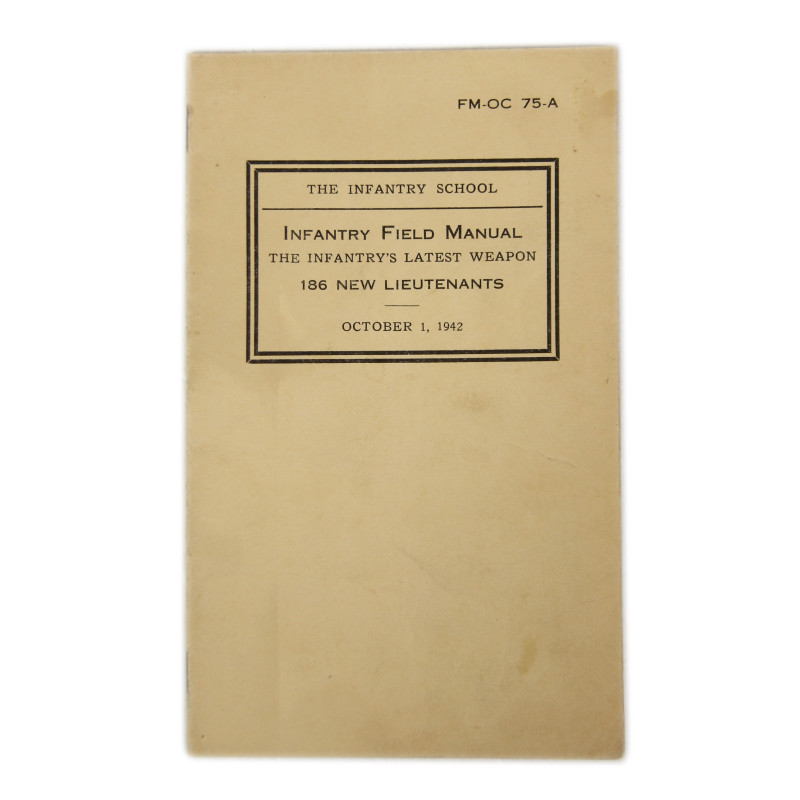 FM-OC 75-A
THE INFANTRY SCHOOL
INFANTRY FIELD MANUAL
THE INFANTRY'S LATEST WEAPON
186 NEW LIEUTENANTS
OCTOBER 1, 1942